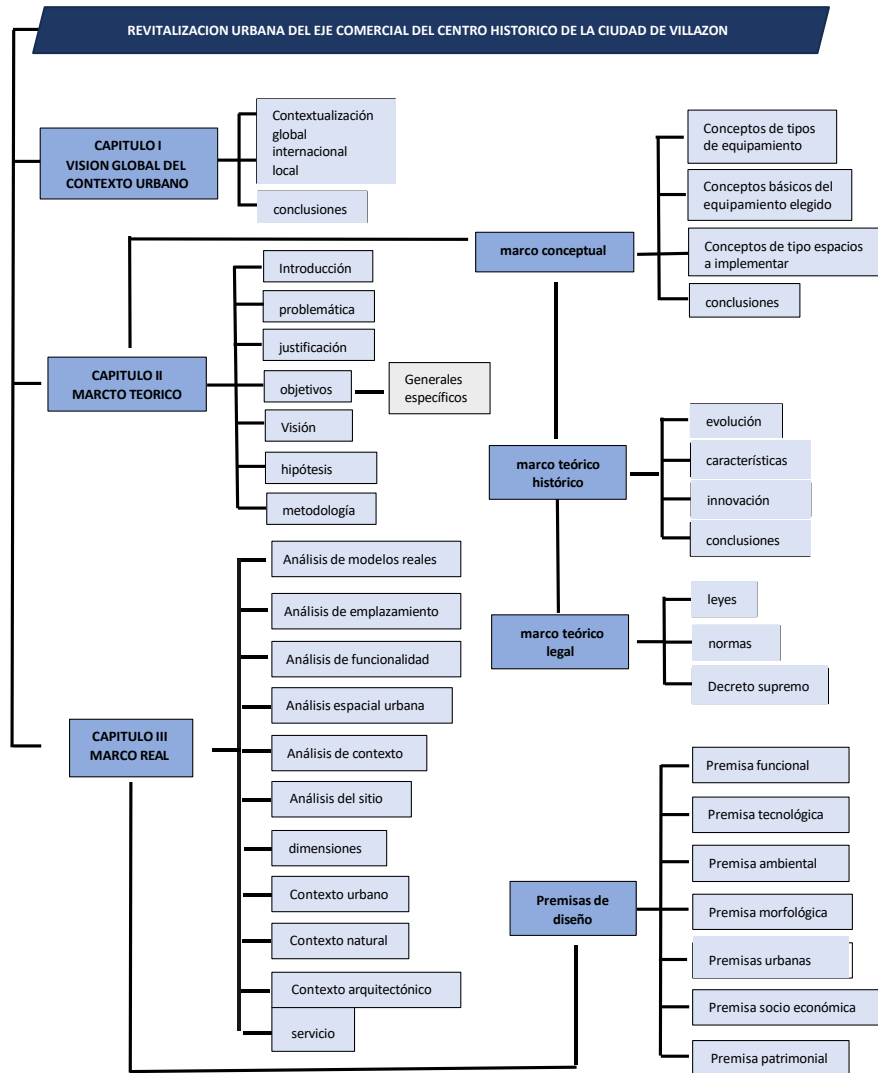 REVITALIZACION URBANA DEL EJE COMERCIAL DEL CENTRO HISTORICO DE LA CIUDAD DE VILLAZON
CAPITULO I
VISION GLOBAL DEL
CONTEXTO URBANO
Contextualización
global
internacional
local
conclusiones
CAPITULO II
MARCTO TEORICO
Introducción
problemática
justificación
objetivos
Generales
específicos
Visión
hipótesis
metodología
marco conceptual
Conceptos de tipos
de equipamiento
Conceptos básicos del
equipamiento elegido
Conceptos de tipo espacios
a implementar
conclusiones
marco teórico
histórico
evolución
características
innovación
conclusiones
marco teórico
legal
leyes
normas
Decreto supremo
CAPITULO III
MARCO REAL
Análisis de modelos reales
Análisis de emplazamiento
Análisis de funcionalidad
Análisis espacial urbana
Análisis de contexto
Análisis del sitio
dimensiones
Contexto urbano
Contexto natural
Contexto arquitectónico
servicio
Premisas de
diseño
Premisa funcional
Premisa tecnológica
Premisa ambiental
Premisa morfológica
Premisas urbanas
Premisa socio económica
Premisa patrimonial